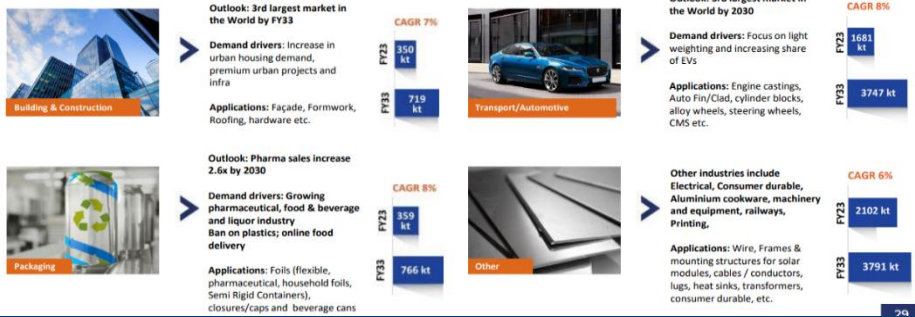 Outlook: 3rd largest market in
the World by FY33
Demand drivers: Increase in
urban housing demand,
premium urban projects and
infra
Applications: Façade, Formwork,
Roofing, hardware etc.
Building & Construction
CAGR 7%
FY23
350
kt
FY33
719
kt
the World by 2030
Demand drivers: Focus on light
weighting and increasing share
of EVs
Applications: Engine castings,
Auto Fin/Clad, cylinder blocks,
alloy wheels, steering wheels,
CMS etc.
Transport/Automotive
CAGR 8%
FY23
1681
kt
FY33
3747 kt
Outlook: Pharma sales increase
2.6x by 2030
Demand drivers: Growing
pharmaceutical, food & beverage
and liquor industry
Ban on plastics; online food
delivery
Applications: Foils (flexible,
pharmaceutical, household foils,
Semi Rigid Containers),
closures/caps and beverage cans
Packaging
CAGR 8%
FY23
359
kt
FY33
766 kt
Other industries include
Electrical, Consumer durable,
Aluminium cookware, machinery
and equipment, railways,
Printing,
Applications: Wire, Frames &
mounting structures for solar
modules, cables / conductors,
lugs, heat sinks, transformers,
consumer durable, etc.
Other
CAGR 6%
FY23
2102 kt
FY33
3791 kt
29